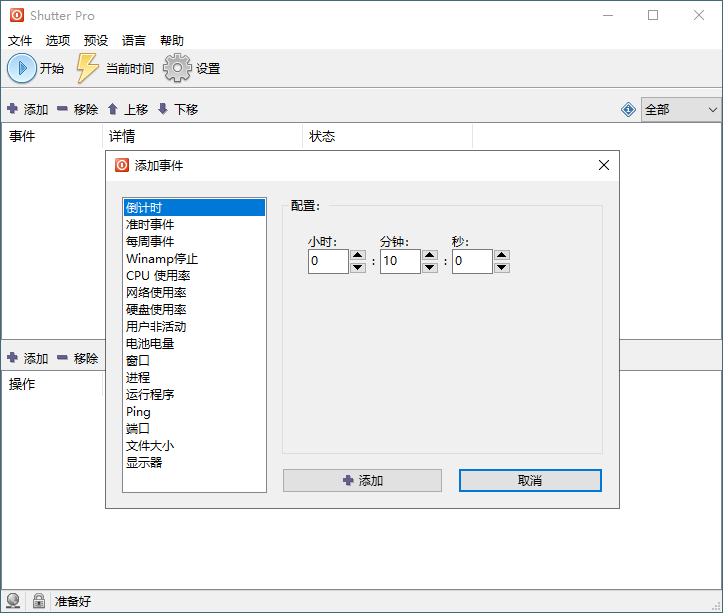 Shutter Pro
文件 选项 预设 语言 帮助
开始 当前时间 设置
添加 移除 上移 下移 全部
事件 详情 状态
添加事件
倒计时
准时事件
每周事件
Winamp停止
CPU 使用率
网络使用率
硬盘使用率
用户非活动
电池电量
窗口
进程
运行程序
Ping
端口
文件大小
显示器
配置:
小时: 分钟: 秒:
0 : 10 : 0
添加 取消
添加 移除
操作
准备好